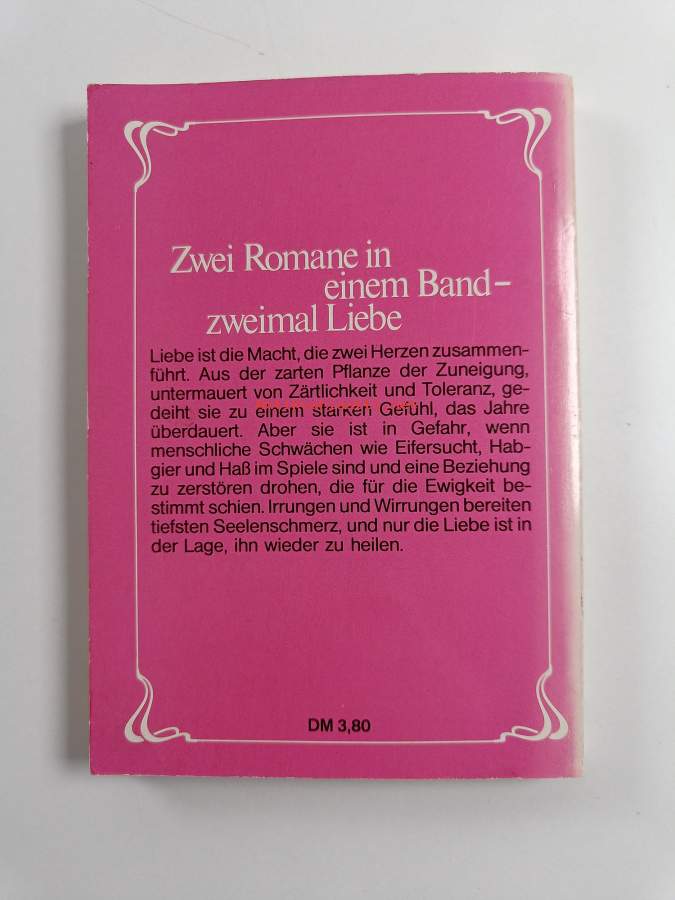 Zwei Romane in
einem Band–
zweimal Liebe
Liebe ist die Macht, die zwei Herzen zusammen-
führt. Aus der zarten Pflanze der Zuneigung,
untermauert von Zärtlichkeit und Toleranz, ge-
deiht sie zu einem starken Gefühl, das Jahre
überdauert. Aber sie ist in Gefahr, wenn
menschliche Schwächen wie Eifersucht, Hab-
gier und Haß im Spiele sind und eine Beziehung
zu zerstören drohen, die für die Ewigkeit be-
stimmt schien. Irrungen und Wirrungen bereiten
tiefsten Seelenschmerz, und nur die Liebe ist in
der Lage, ihn wieder zu heilen.
DM 3,80